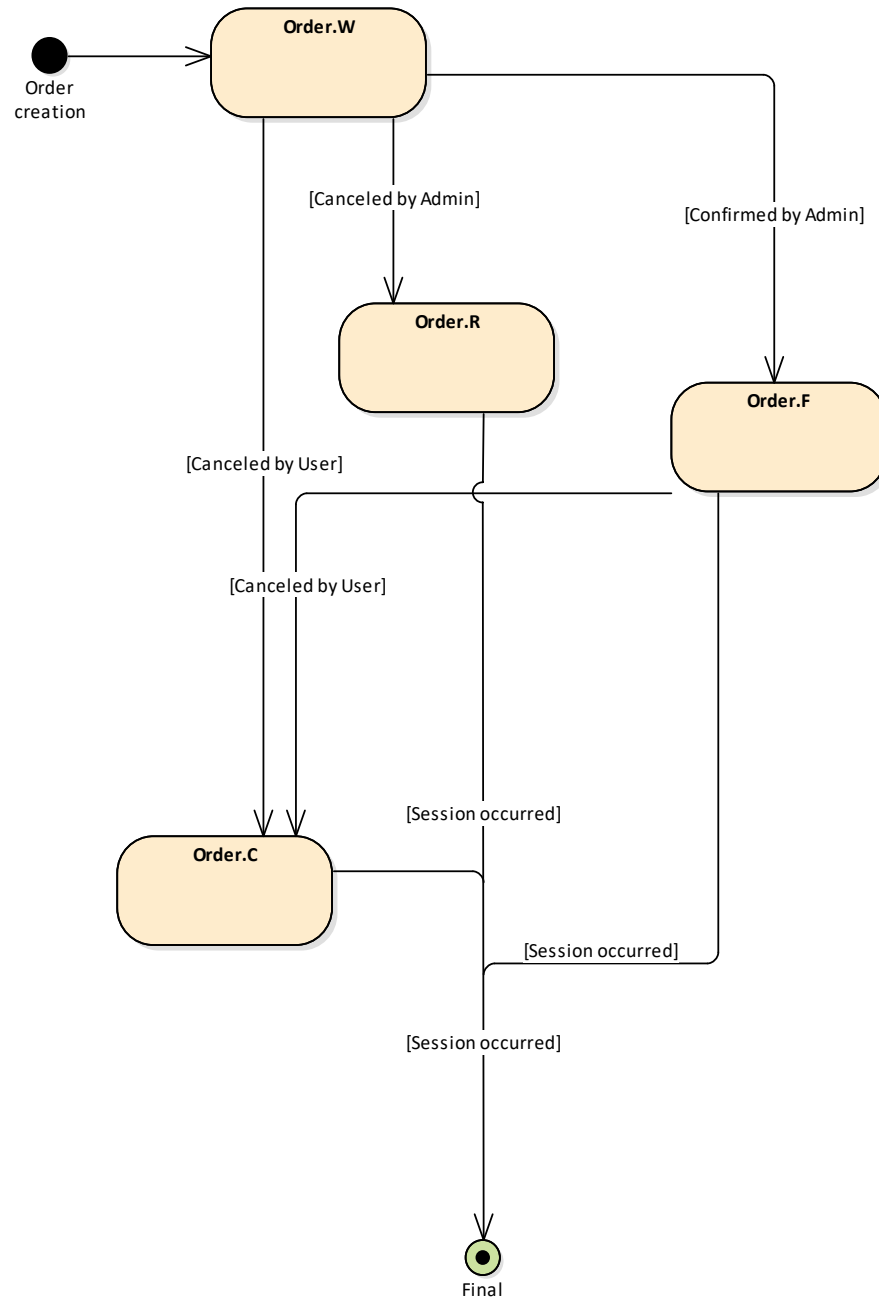 Order.W
Order
creation
[Canceled by Admin]
[Confirmed by Admin]
Order.R
Order.F
[Canceled by User]
[Canceled by User]
[Session occurred]
Order.C
[Session occurred]
[Session occurred]
Final